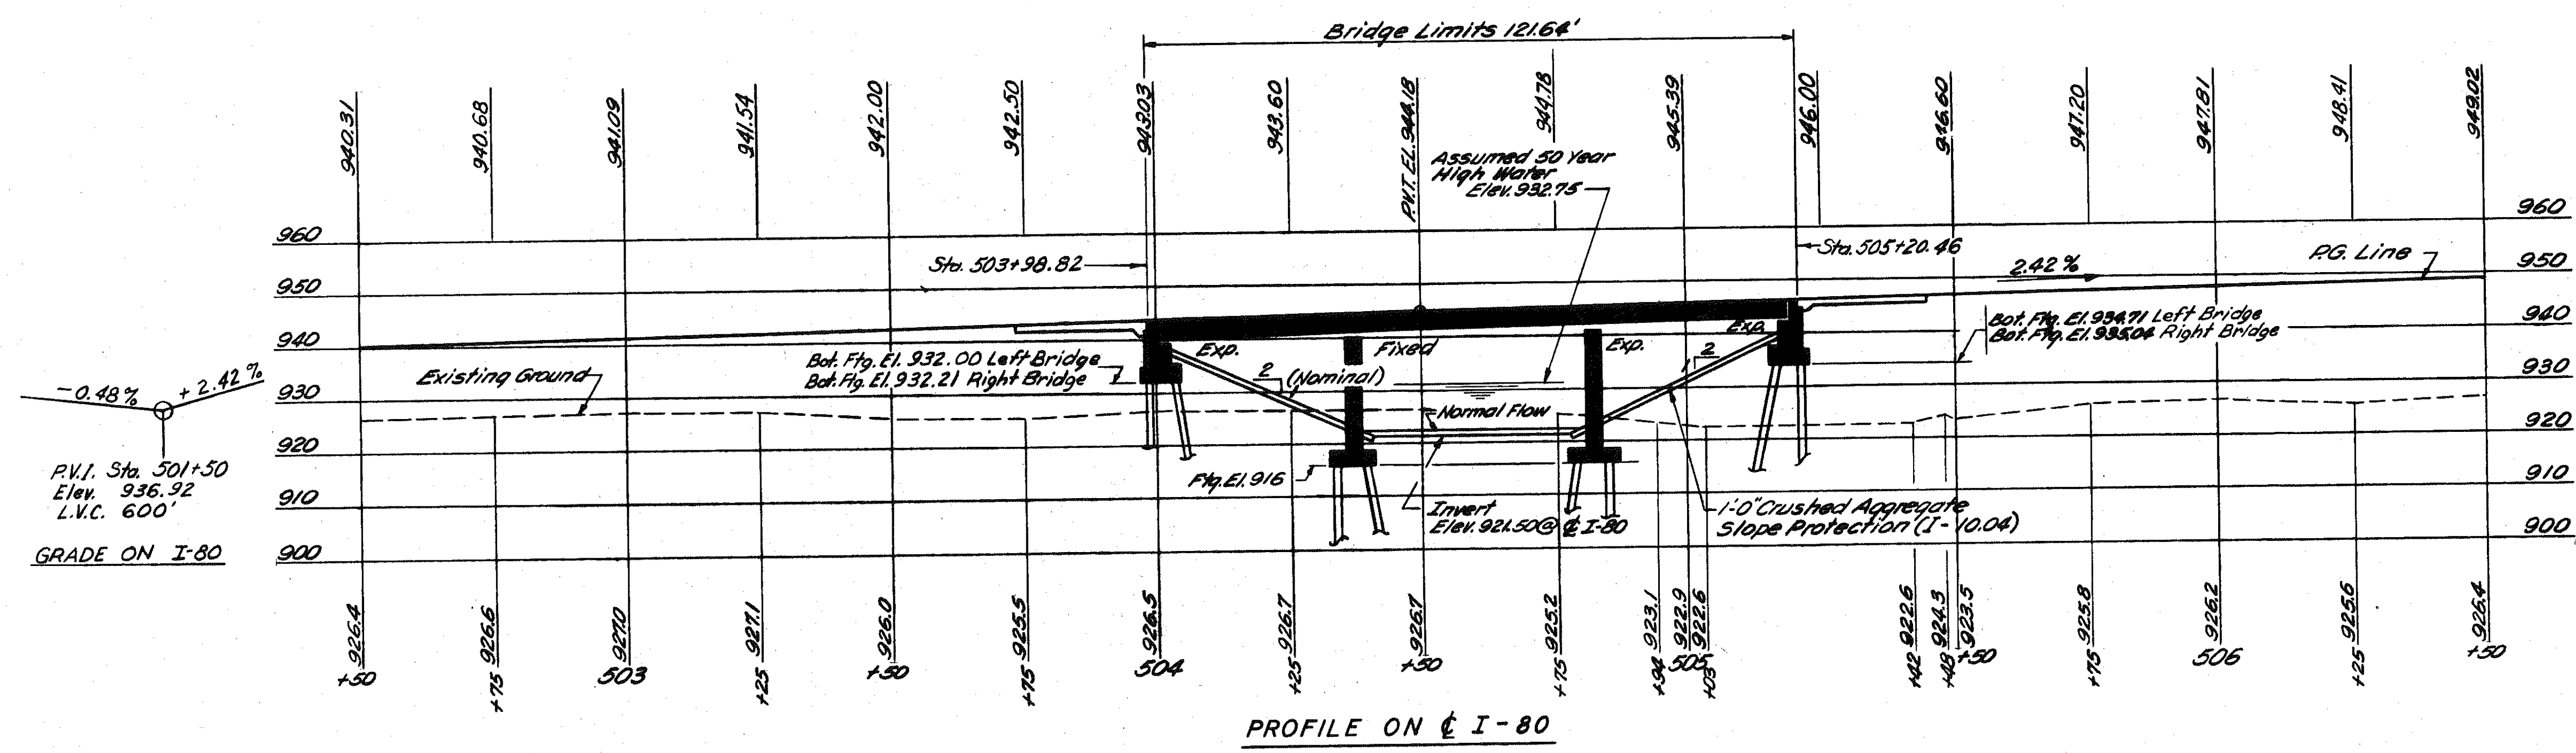 Bridge Limits 121.64'
940.31
940.68
941.09
941.54
942.00
942.50
943.03
943.60
P.V.T. EL. 944.18
944.78
945.39
946.00
946.60
947.20
947.81
948.41
949.02
Assumed 50 Year
High Water
Elev. 932.75
960
960
Sta. 503+98.82
Sta. 505+20.46
2.42 %
P.G. Line
950
950
940
940
Bot. Ftg. El. 934.71 Left Bridge
Bot. Ftg. El. 935.04 Right Bridge
Exp.
Fixed
Exp.
Exp.
Bot. Ftg. El. 932.00 Left Bridge
Bot. Ftg. El. 932.21 Right Bridge
2
(Nominal)
2
Existing Ground
930
930
-0.48 %
+ 2.42 %
Normal Flow
920
920
P.V.I. Sta. 501+50
Elev. 936.92
L.V.C. 600'
Ftg. El. 916
910
910
Invert
Elev. 921.50 @ ℄ I-80
1'-0" Crushed Aggregate
Slope Protection (I-10.04)
GRADE ON I-80
900
900
926.4
926.6
927.0
927.1
926.0
925.5
926.5
926.7
926.7
925.2
923.1
922.9
922.6
922.6
924.3
923.5
925.8
926.2
925.6
926.4
+50
+75
503
+25
+50
+75
504
+25
+50
+75
+94
505
+03
+42
+48
+50
+75
506
+25
+50
PROFILE ON ℄ I-80